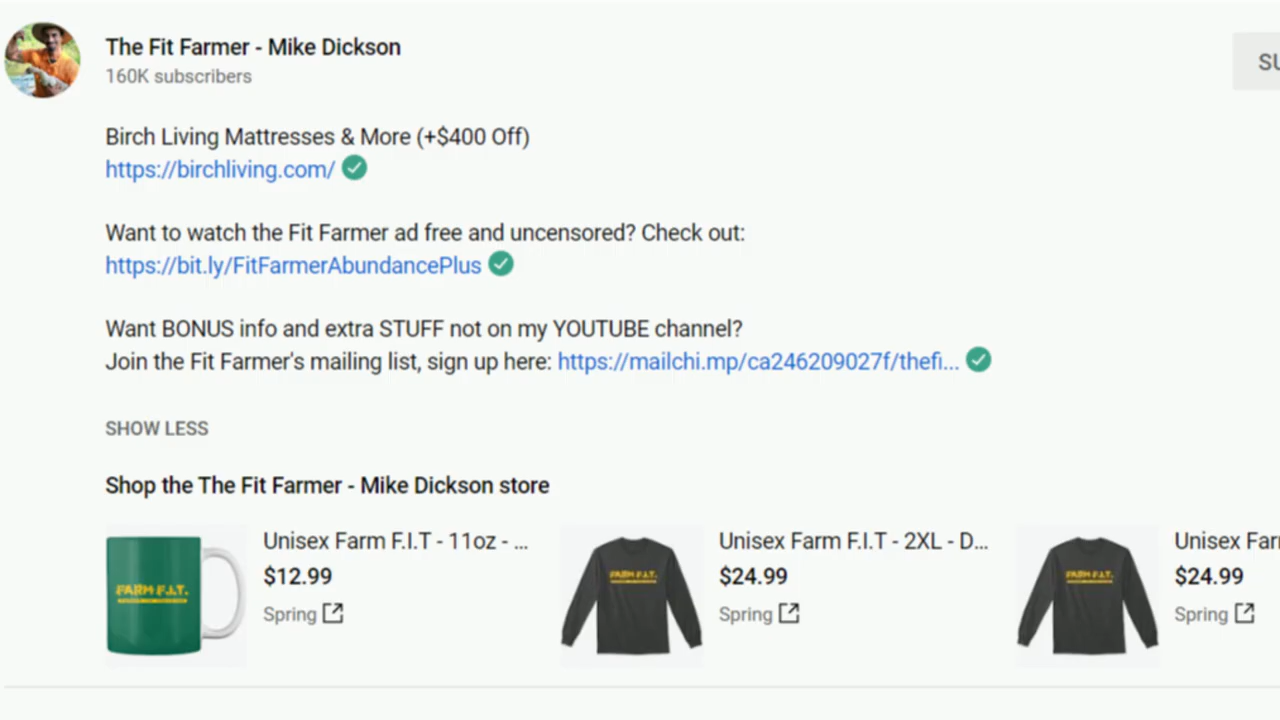 The Fit Farmer - Mike Dickson
160K subscribers
SU
Birch Living Mattresses & More (+$400 Off)
https://birchliving.com/
Want to watch the Fit Farmer ad free and uncensored? Check out:
https://bit.ly/FitFarmerAbundancePlus
Want BONUS info and extra STUFF not on my YOUTUBE channel?
Join the Fit Farmer's mailing list, sign up here: https://mailchi.mp/ca246209027f/thefi...
SHOW LESS
Shop the The Fit Farmer - Mike Dickson store
FARM F.I.T.
Unisex Farm F.I.T - 11oz - ...
$12.99
Spring
FARM F.I.T.
Unisex Farm F.I.T - 2XL - D...
$24.99
Spring
FARM F.I.T.
Unisex Far
$24.99
Spring